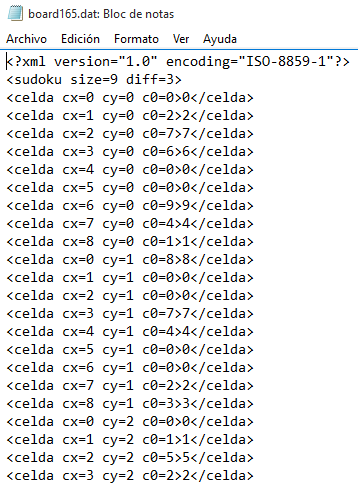 board165.dat: Bloc de notas
Archivo Edición Formato Ver Ayuda
<?xml version="1.0" encoding="ISO-8859-1"?>
<sudoku size=9 diff=3>
<celda cx=0 cy=0 c0=0>0</celda>
<celda cx=1 cy=0 c0=2>2</celda>
<celda cx=2 cy=0 c0=7>7</celda>
<celda cx=3 cy=0 c0=6>6</celda>
<celda cx=4 cy=0 c0=0>0</celda>
<celda cx=5 cy=0 c0=0>0</celda>
<celda cx=6 cy=0 c0=9>9</celda>
<celda cx=7 cy=0 c0=4>4</celda>
<celda cx=8 cy=0 c0=1>1</celda>
<celda cx=0 cy=1 c0=8>8</celda>
<celda cx=1 cy=1 c0=0>0</celda>
<celda cx=2 cy=1 c0=0>0</celda>
<celda cx=3 cy=1 c0=7>7</celda>
<celda cx=4 cy=1 c0=4>4</celda>
<celda cx=5 cy=1 c0=0>0</celda>
<celda cx=6 cy=1 c0=0>0</celda>
<celda cx=7 cy=1 c0=2>2</celda>
<celda cx=8 cy=1 c0=3>3</celda>
<celda cx=0 cy=2 c0=0>0</celda>
<celda cx=1 cy=2 c0=1>1</celda>
<celda cx=2 cy=2 c0=5>5</celda>
<celda cx=3 cy=2 c0=2>2</celda>